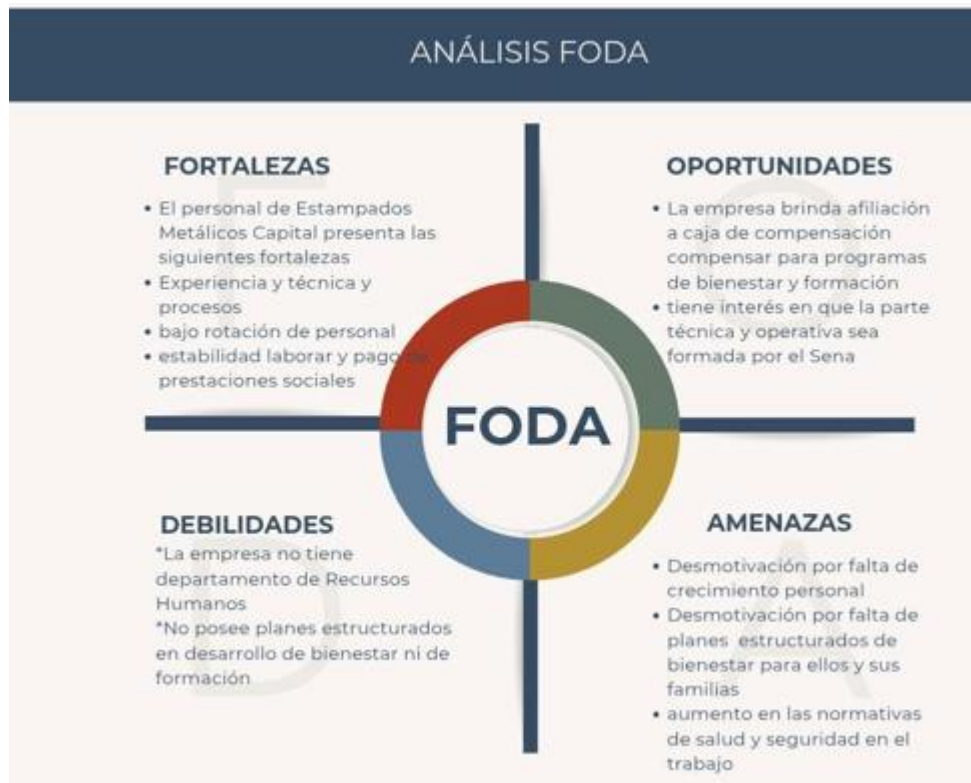 ANÁLISIS FODA
FORTALEZAS
• El personal de Estampados
Metálicos Capital presenta las
siguientes fortalezas
• Experiencia y técnica y
procesos
• bajo rotación de personal
• estabilidad laborar y pago de
prestaciones sociales
OPORTUNIDADES
• La empresa brinda afiliación
a caja de compensación
compensar para programas
de bienestar y formación
• tiene interés en que la parte
técnica y operativa sea
formada por el Sena
FODA
DEBILIDADES
*La empresa no tiene
departamento de Recursos
Humanos
*No posee planes estructurados
en desarrollo de bienestar ni de
formación
AMENAZAS
• Desmotivación por falta de
crecimiento personal
• Desmotivación por falta de
planes estructurados de
bienestar para ellos y sus
familias
• aumento en las normativas
de salud y seguridad en el
trabajo